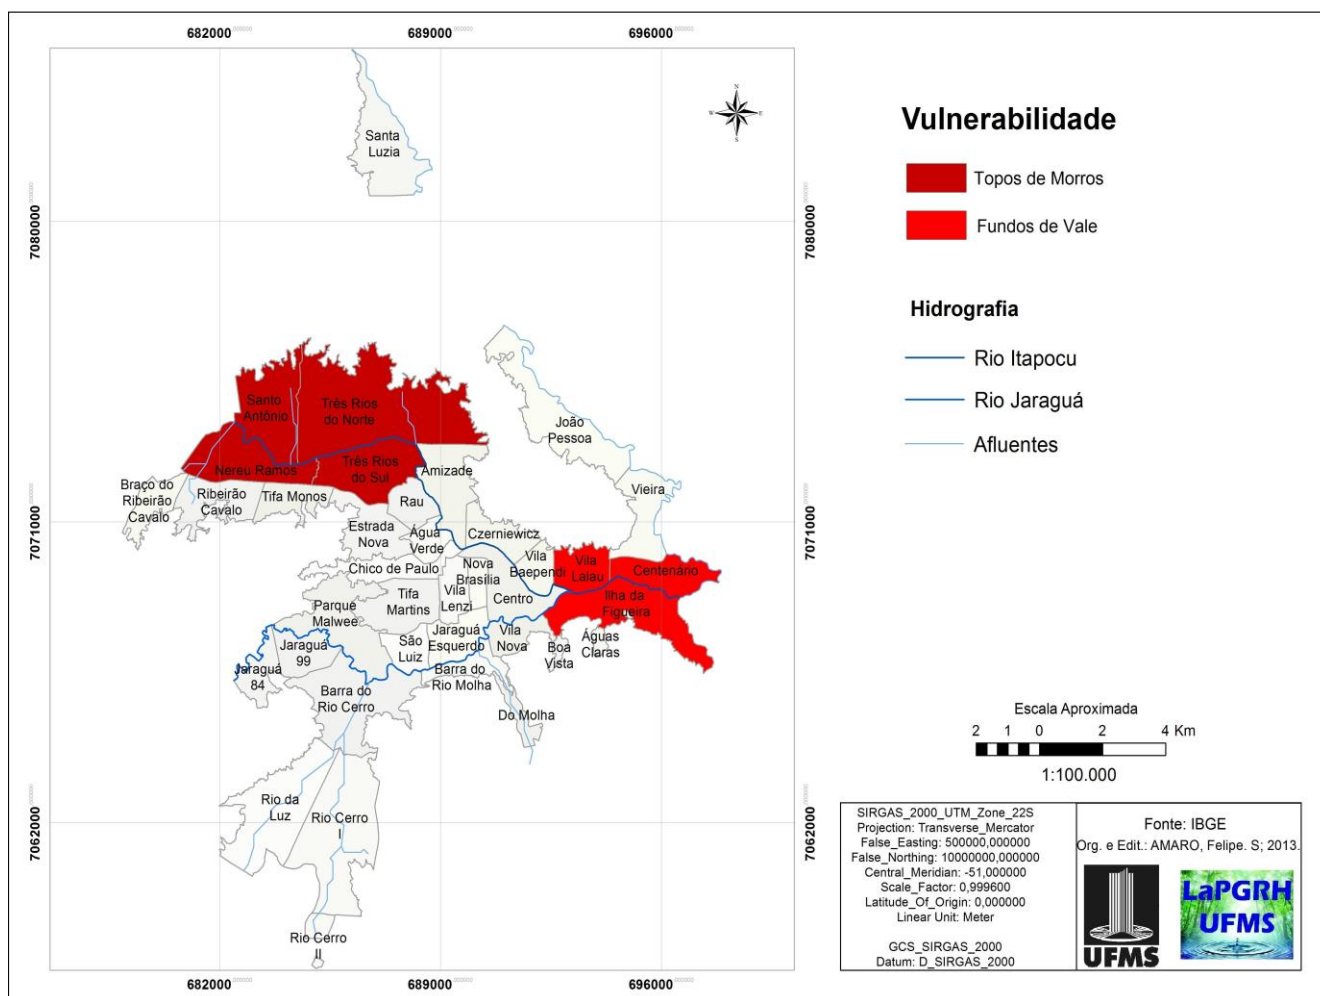 682000
689000
696000
7080000
7071000
7062000
7080000
7071000
7062000
682000
689000
696000
N
W
E
S
Santa
Luzia
Santo
Antônio
Três Rios
do Norte
Nereu Ramos
Três Rios
do Sul
Amizade
João
Pessoa
Vieira
Braço do
Ribeirão
Cavalo
Ribeirão
Cavalo
Tifa Monos
Rau
Estrada
Nova
Água
Verde
Czerniewicz
Vila
Baependi
Vila
Lalau
Centenário
Chico de Paulo
Nova
Brasília
Vila
Lenzi
Centro
Ilha da
Figueira
Tifa
Martins
Parque
Malwee
São
Luiz
Jaraguá
Esquerdo
Vila
Nova
Boa
Vista
Águas
Claras
Jaraguá
99
Jaraguá
84
Barra do
Rio Cerro
Barra do
Rio Molha
Do Molha
Rio da
Luz
Rio Cerro
I
Rio Cerro
II
Vulnerabilidade
Topos de Morros
Fundos de Vale
Hidrografia
Rio Itapocu
Rio Jaraguá
Afluentes
Escala Aproximada
2 1 0 2 4 Km
1:100.000
SIRGAS_2000_UTM_Zone_22S
Projection: Transverse_Mercator
False_Easting: 500000,000000
False_Northing: 10000000,000000
Central_Meridian: -51,000000
Scale_Factor: 0,999600
Latitude_Of_Origin: 0,000000
Linear Unit: Meter
GCS_SIRGAS_2000
Datum: D_SIRGAS_2000
Fonte: IBGE
Org. e Edit.: AMARO, Felipe. S; 2013.
UFMS
LaPGRH
UFMS